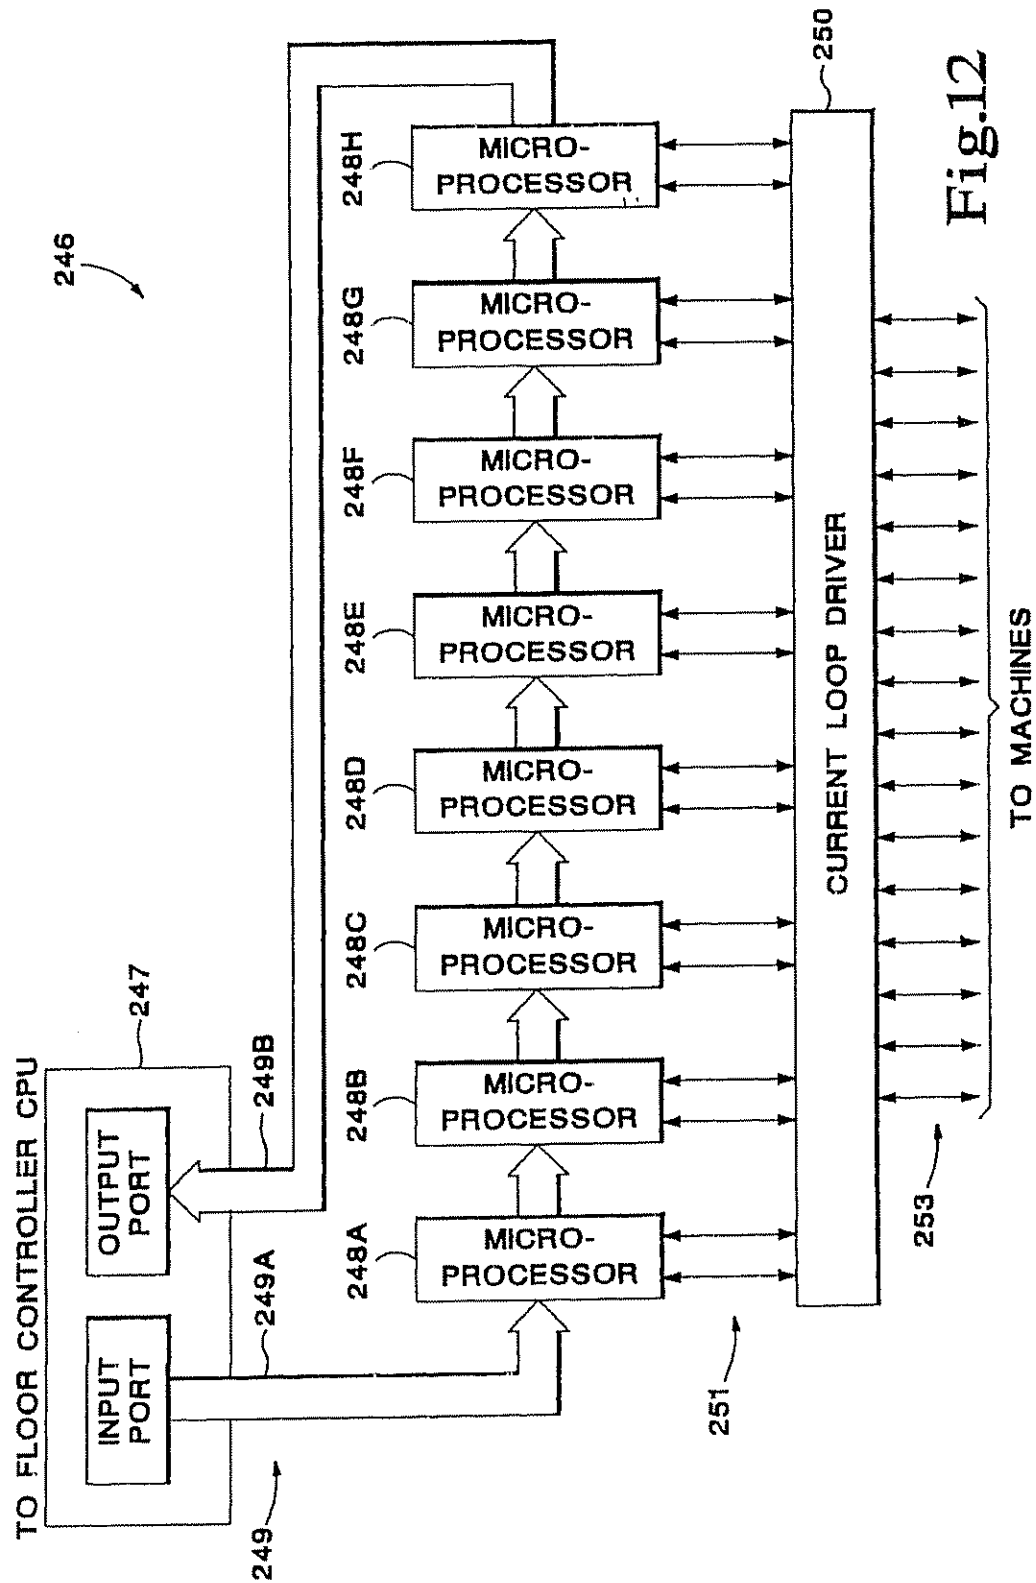 246
TO FLOOR CONTROLLER CPU
247
INPUT
PORT
OUTPUT
PORT
249
249A
249B
248A
248B
248C
248D
248E
248F
248G
248H
MICRO-
PROCESSOR
MICRO-
PROCESSOR
MICRO-
PROCESSOR
MICRO-
PROCESSOR
MICRO-
PROCESSOR
MICRO-
PROCESSOR
MICRO-
PROCESSOR
MICRO-
PROCESSOR
251
250
CURRENT LOOP DRIVER
253
TO MACHINES
Fig.12